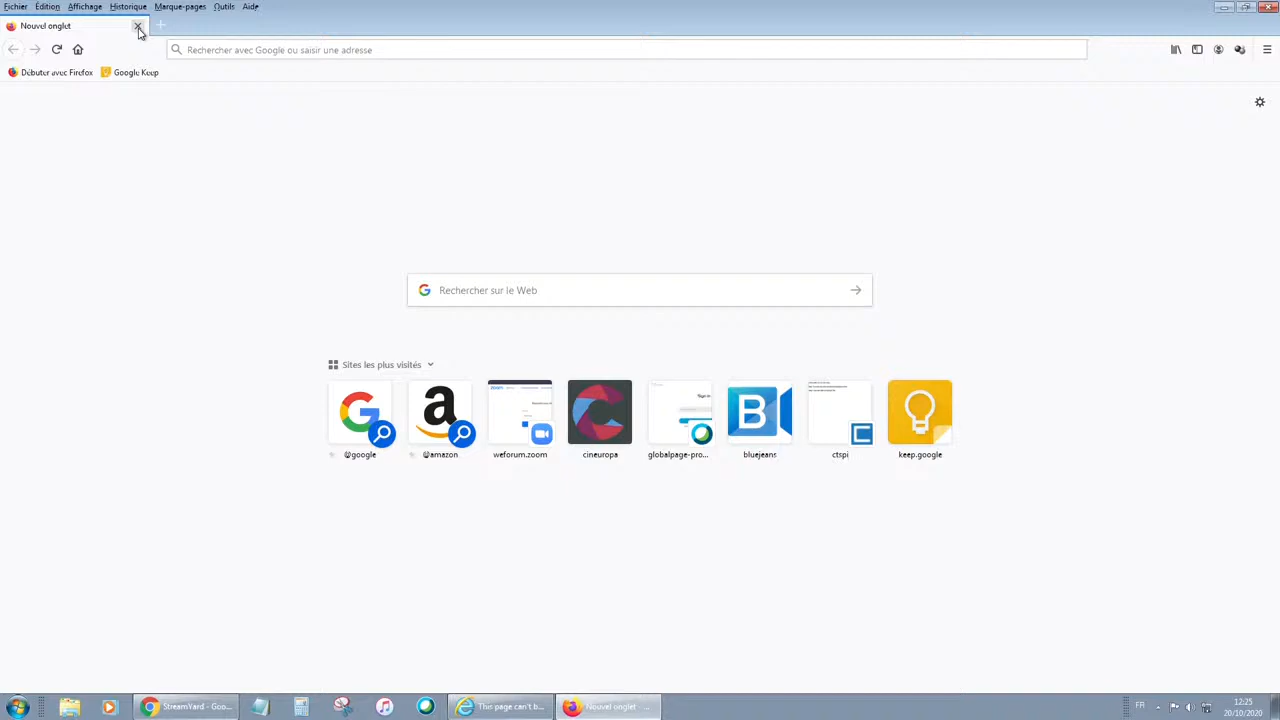 Fichier Édition Affichage Historique Marque-pages Outils Aide
Nouvel onglet
Rechercher avec Google ou saisir une adresse
Débuter avec Firefox Google Keep
Rechercher sur le Web
Sites les plus visités
@google @amazon weforum.zoom cineuropa globalpage-pro... bluejeans ctspi keep.google
StreamYard - Goo... This page can't b... Nouvel onglet - ... FR 12:25
20/10/2020